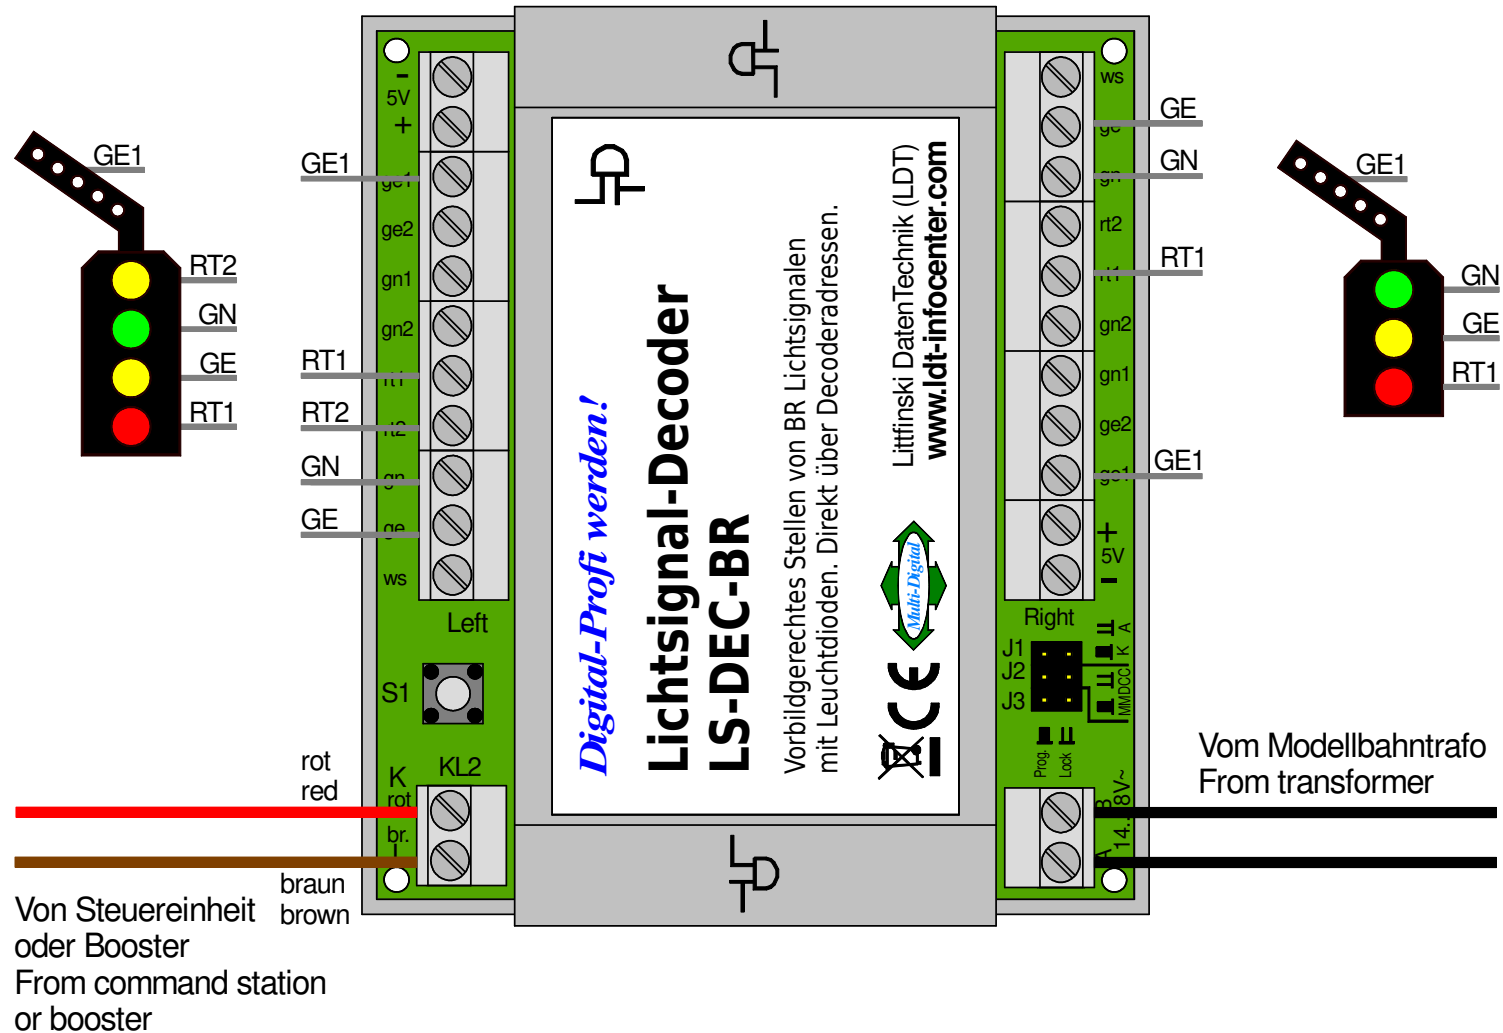 GE1
RT2
GN
GE
RT1
GE1
RT1
RT2
GN
GE
-
5V
+
ge1
ge2
gn1
gn2
rt1
rt2
gn
ge
ws
Left
S1
KL2
K
rot
br.
rot
red
braun
brown
Von Steuereinheit
oder Booster
From command station
or booster
Digital-Profi werden!
Lichtsignal-Decoder
LS-DEC-BR
Vorbildgerechtes Stellen von BR Lichtsignalen
mit Leuchtdioden. Direkt über Decoderadressen.
Littfinski DatenTechnik (LDT)
www.ldt-infocenter.com
Multi-Digital
CE
ws
ge
gn
rt2
rt1
gn2
gn1
ge2
ge1
+
5V
-
Right
J1
J2
J3
A
K
MMDCC
Prog.
Lock
B
A
GE
GN
RT1
GE1
GE1
GN
GE
RT1
Vom Modellbahntrafo
From transformer